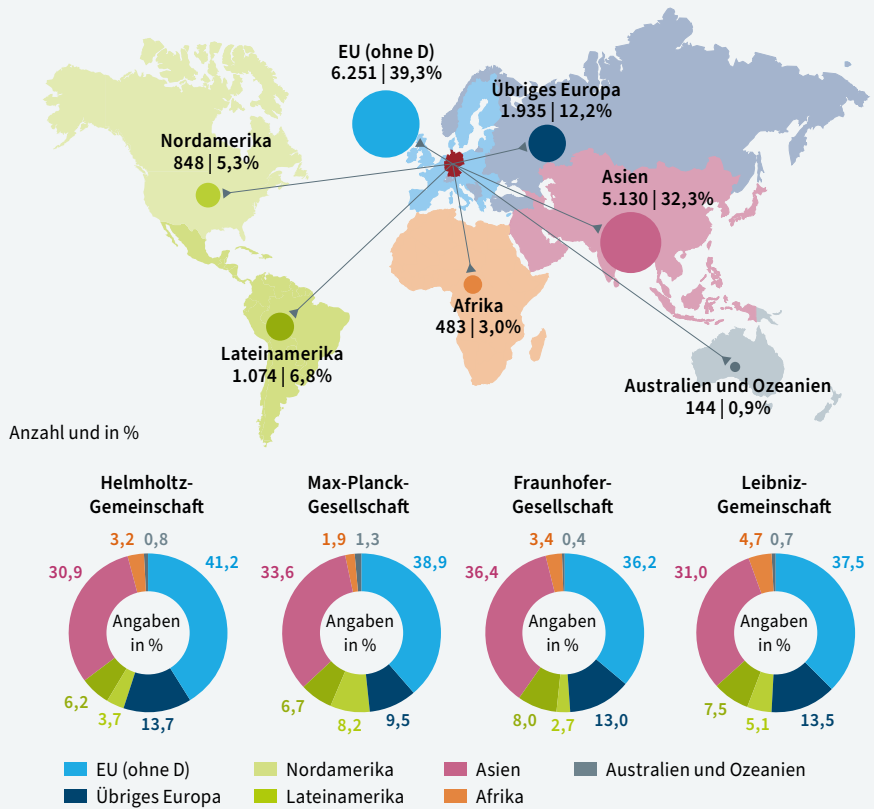 EU (ohne D)
6.251 | 39,3%
Übriges Europa
1.935 | 12,2%
Nordamerika
848 | 5,3%
Asien
5.130 | 32,3%
Afrika
483 | 3,0%
Lateinamerika
1.074 | 6,8%
Australien und Ozeanien
144 | 0,9%
Anzahl und in %
Helmholtz-
Gemeinschaft
3,2
0,8
41,2
30,9
Angaben
in %
6,2
3,7
13,7
Max-Planck-
Gesellschaft
1,9
1,3
38,9
33,6
Angaben
in %
6,7
8,2
9,5
Fraunhofer-
Gesellschaft
3,4
0,4
36,2
36,4
Angaben
in %
8,0
2,7
13,0
Leibniz-
Gemeinschaft
4,7
0,7
37,5
31,0
Angaben
in %
7,5
5,1
13,5
EU (ohne D)
Nordamerika
Asien
Australien und Ozeanien
Übriges Europa
Lateinamerika
Afrika